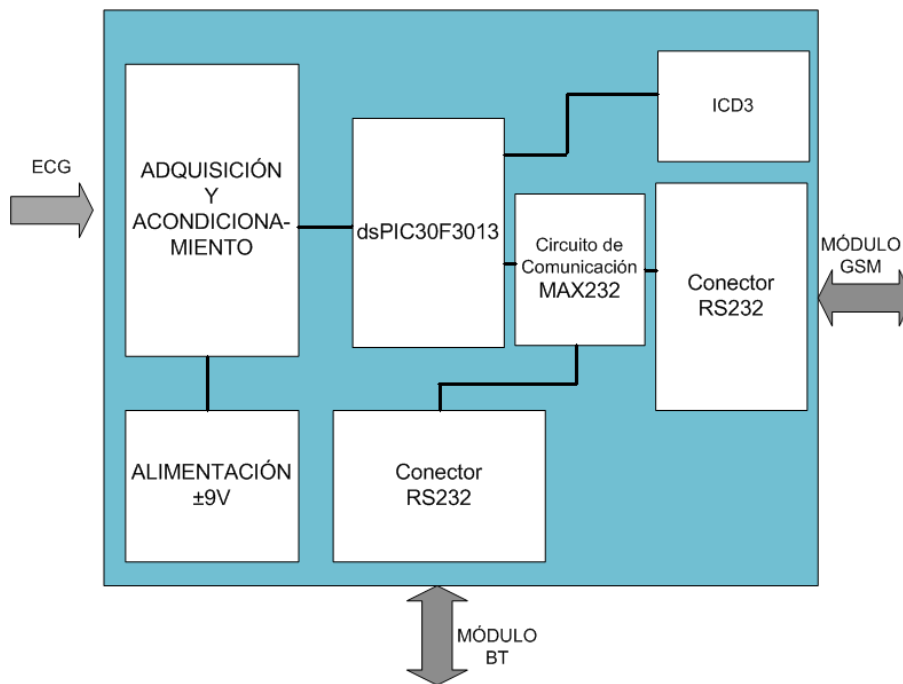 ECG
ADQUISICIÓN
Y
ACONDICIONA-
MIENTO
dsPIC30F3013
ICD3
Circuito de
Comunicación
MAX232
Conector
RS232
MÓDULO
GSM
ALIMENTACIÓN
±9V
Conector
RS232
MÓDULO
BT